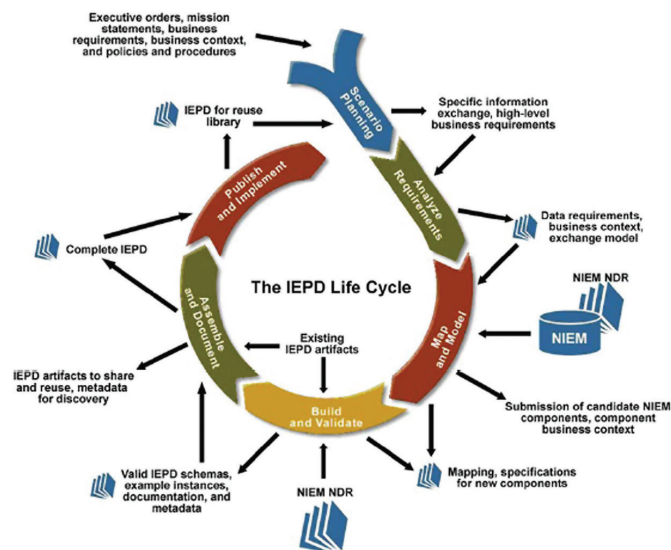 Executive orders, mission
statements, business
requirements, business context,
and policies and procedures
Scenario
Planning
IEPD for reuse
library
Specific information
exchange, high-level
business requirements
Publish
and Implement
Analyze
Requirements
Data requirements,
business context,
exchange model
Complete IEPD
The IEPD Life Cycle
NIEM NDR
NIEM
Assemble
and Document
Map
and Model
Existing
IEPD artifacts
IEPD artifacts to share
and reuse, metadata
for discovery
Build
and Validate
Submission of candidate NIEM
components, component
business context
Valid IEPD schemas,
example instances,
documentation, and
metadata
NIEM NDR
Mapping, specifications
for new components